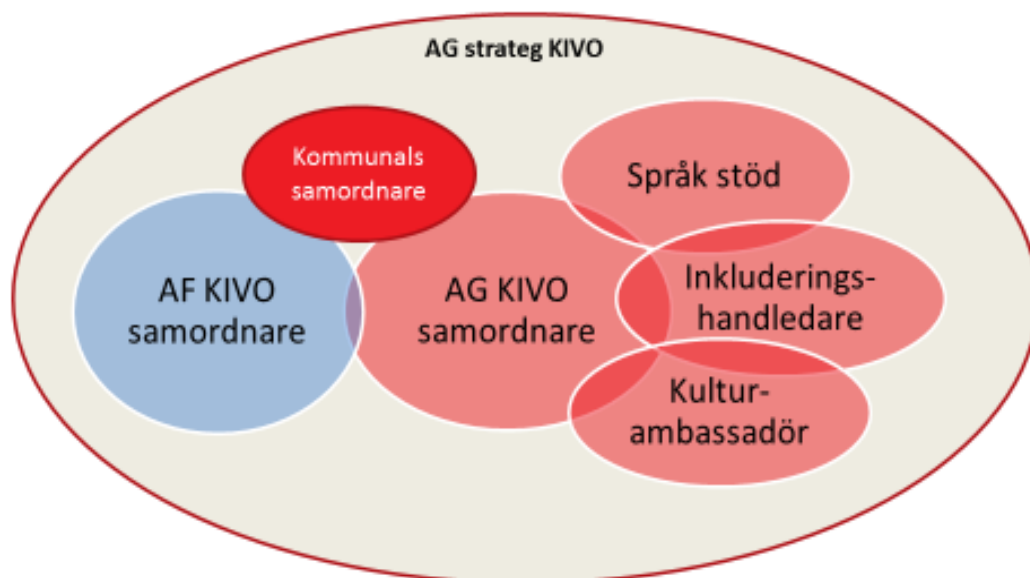 AG strateg KIVO
Kommunals
samordnare
Språk stöd
AF KIVO
samordnare
AG KIVO
samordnare
Inkluderings-
handledare
Kultur-
ambassadör